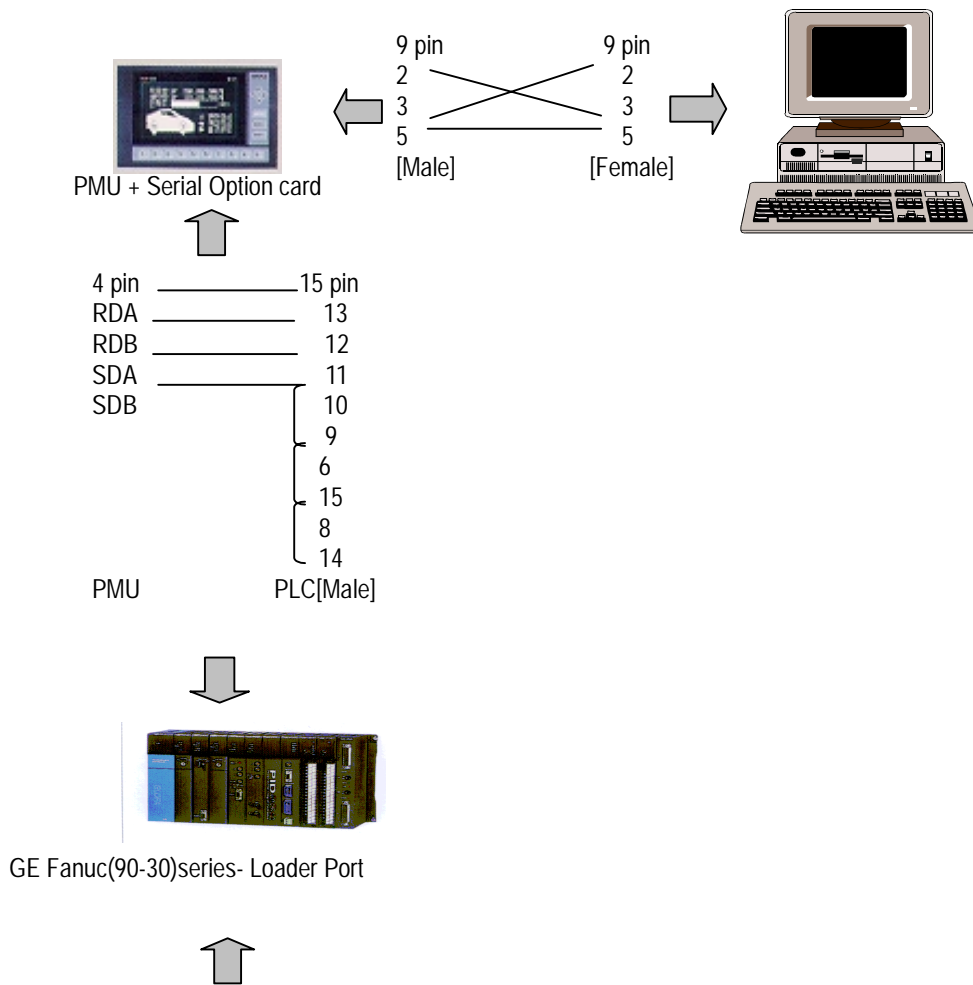 9 pin 9 pin
2 2
3 3
5 5
[Male] [Female]
PMU + Serial Option card
4 pin 15 pin
RDA 13
RDB 12
SDA 11
SDB 10
9
6
15
8
14
PMU PLC[Male]
PID
GE Fanuc(90-30)series- Loader Port